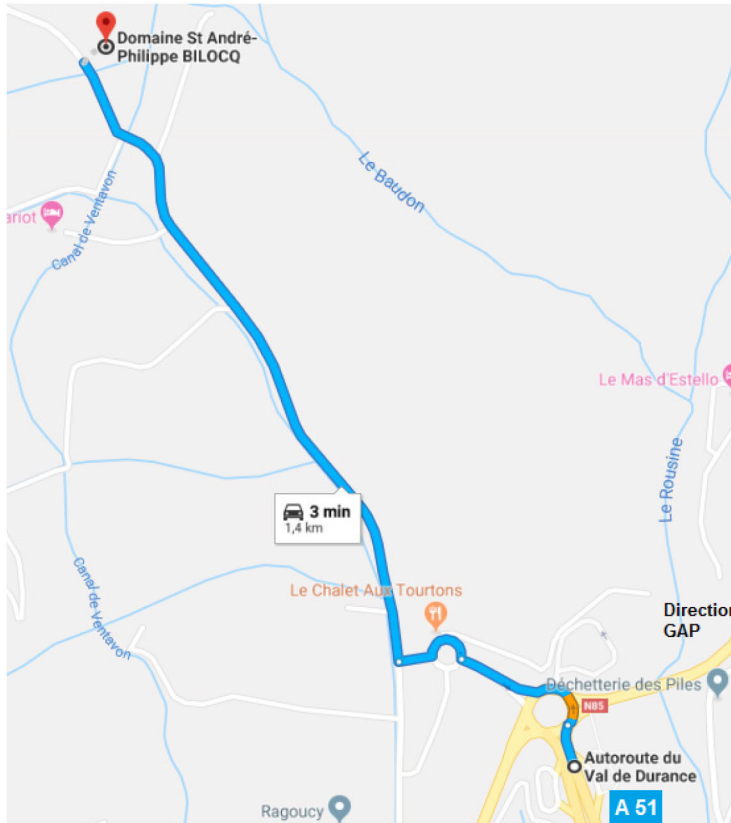 Domaine St André-
Philippe BILOCQ
Le Baudon
ariot
Canal de Ventavon
Le Mas d'Estello
Le Rousine
3 min
1,4 km
Canal de Ventavon
Le Chalet Aux Tourtons
Direction
GAP
Déchetterie des Piles
N85
Autoroute du
Val de Durance
A 51
Ragoucy